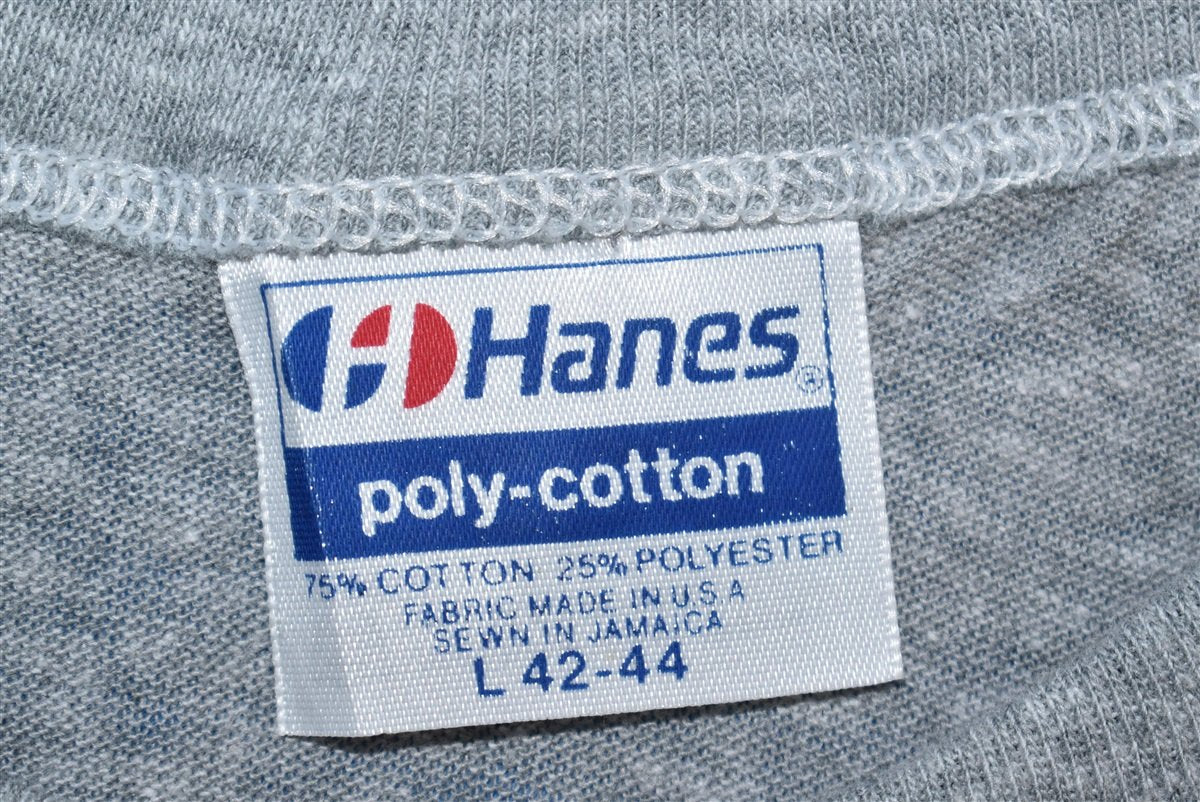 H Hanes®
poly-cotton
75% COTTON 25% POLYESTER
FABRIC MADE IN U.S.A
SEWN IN JAMAICA
L 42-44